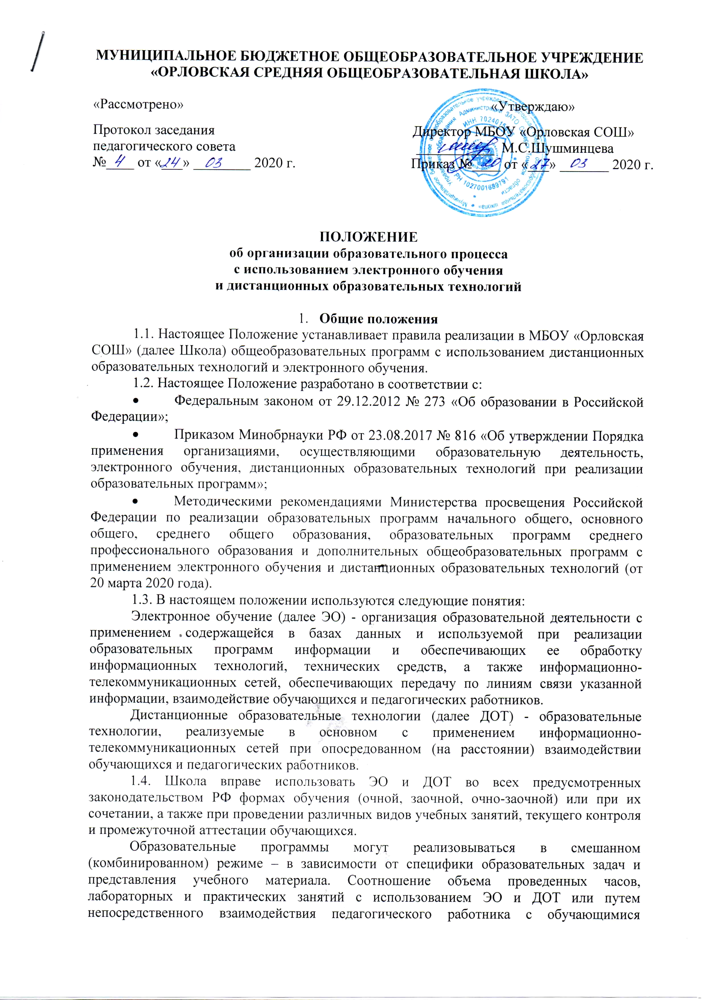 МУНИЦИПАЛЬНОЕ БЮДЖЕТНОЕ ОБЩЕОБРАЗОВАТЕЛЬНОЕ УЧРЕЖДЕНИЕ
«ОРЛОВСКАЯ СРЕДНЯЯ ОБЩЕОБРАЗОВАТЕЛЬНАЯ ШКОЛА»
«Рассмотрено»
Протокол заседания
педагогического совета
№ 4 от «24» 03 2020 г.
«Утверждаю»
Директор МБОУ «Орловская СОШ»
М.С.Шушминцева
Приказ № 20 от «27» 03 2020 г.
ПОЛОЖЕНИЕ
об организации образовательного процесса
с использованием электронного обучения
и дистанционных образовательных технологий
1. Общие положения
1.1. Настоящее Положение устанавливает правила реализации в МБОУ «Орловская
СОШ» (далее Школа) общеобразовательных программ с использованием дистанционных
образовательных технологий и электронного обучения.
1.2. Настоящее Положение разработано в соответствии с:
• Федеральным законом от 29.12.2012 № 273 «Об образовании в Российской
Федерации»;
• Приказом Минобрнауки РФ от 23.08.2017 № 816 «Об утверждении Порядка
применения организациями, осуществляющими образовательную деятельность,
электронного обучения, дистанционных образовательных технологий при реализации
образовательных программ»;
• Методическими рекомендациями Министерства просвещения Российской
Федерации по реализации образовательных программ начального общего, основного
общего, среднего общего образования, образовательных программ среднего
профессионального образования и дополнительных общеобразовательных программ с
применением электронного обучения и дистанционных образовательных технологий (от
20 марта 2020 года).
1.3. В настоящем положении используются следующие понятия:
Электронное обучение (далее ЭО) - организация образовательной деятельности с
применением содержащейся в базах данных и используемой при реализации
образовательных программ информации и обеспечивающих ее обработку
информационных технологий, технических средств, а также информационно-
телекоммуникационных сетей, обеспечивающих передачу по линиям связи указанной
информации, взаимодействие обучающихся и педагогических работников.
Дистанционные образовательные технологии (далее ДОТ) - образовательные
технологии, реализуемые в основном с применением информационно-
телекоммуникационных сетей при опосредованном (на расстоянии) взаимодействии
обучающихся и педагогических работников.
1.4. Школа вправе использовать ЭО и ДОТ во всех предусмотренных
законодательством РФ формах обучения (очной, заочной, очно-заочной) или при их
сочетании, а также при проведении различных видов учебных занятий, текущего контроля
и промежуточной аттестации обучающихся.
Образовательные программы могут реализовываться в смешанном
(комбинированном) режиме – в зависимости от специфики образовательных задач и
представления учебного материала. Соотношение объема проведенных часов,
лабораторных и практических занятий с использованием ЭО и ДОТ или путем
непосредственного взаимодействия педагогического работника с обучающимися